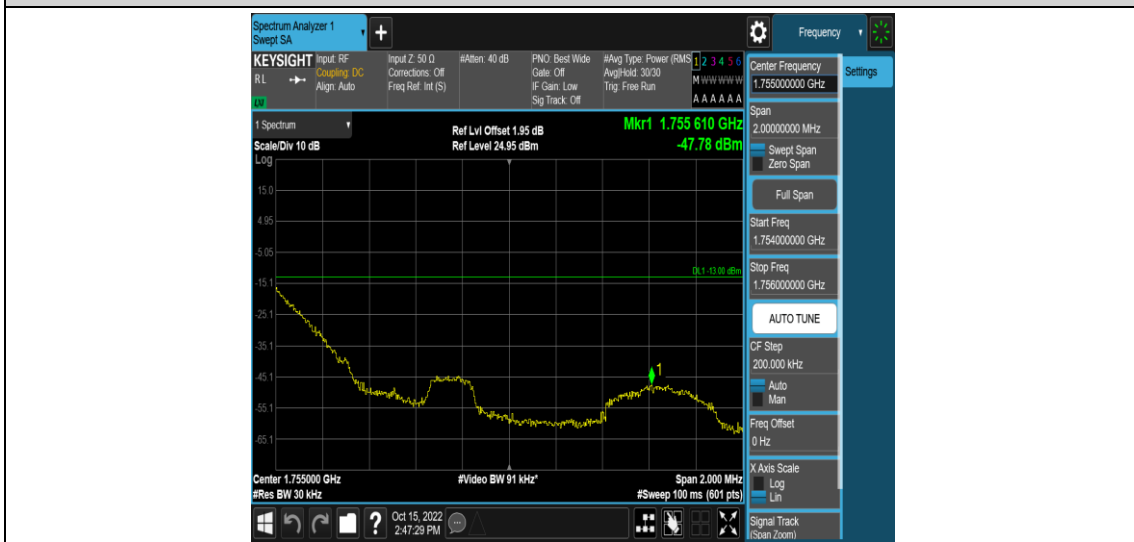 Spectrum Analyzer 1
Swept SA
Frequency
KEYSIGHT
RL
Input: RF
Coupling: DC
Align: Auto
Input Z: 50 Ω
Corrections: Off
Freq Ref: Int (S)
#Atten: 40 dB
PNO: Best Wide
Gate: Off
IF Gain: Low
Sig Track: Off
#Avg Type: Power (RMS
Avg|Hold: 30/30
Trig: Free Run
1 2 3 4 5 6
M W W W W W
A A A A A A
1 Spectrum
Scale/Div 10 dB
Ref Lvl Offset 1.95 dB
Ref Level 24.95 dBm
Mkr1 1.755 610 GHz
-47.78 dBm
Log
15.0
4.95
-5.05
-15.1
-25.1
-35.1
-45.1
-55.1
-65.1
DL1 -13.00 dBm
1
Center 1.755000 GHz
#Res BW 30 kHz
#Video BW 91 kHz*
Span 2.000 MHz
#Sweep 100 ms (601 pts)
Center Frequency
1.755000000 GHz
Settings
Span
2.00000000 MHz
Swept Span
Zero Span
Full Span
Start Freq
1.754000000 GHz
Stop Freq
1.756000000 GHz
AUTO TUNE
CF Step
200.000 kHz
Auto
Man
Freq Offset
0 Hz
X Axis Scale
Log
Lin
Signal Track
(Span Zoom)
?
Oct 15, 2022
2:47:29 PM